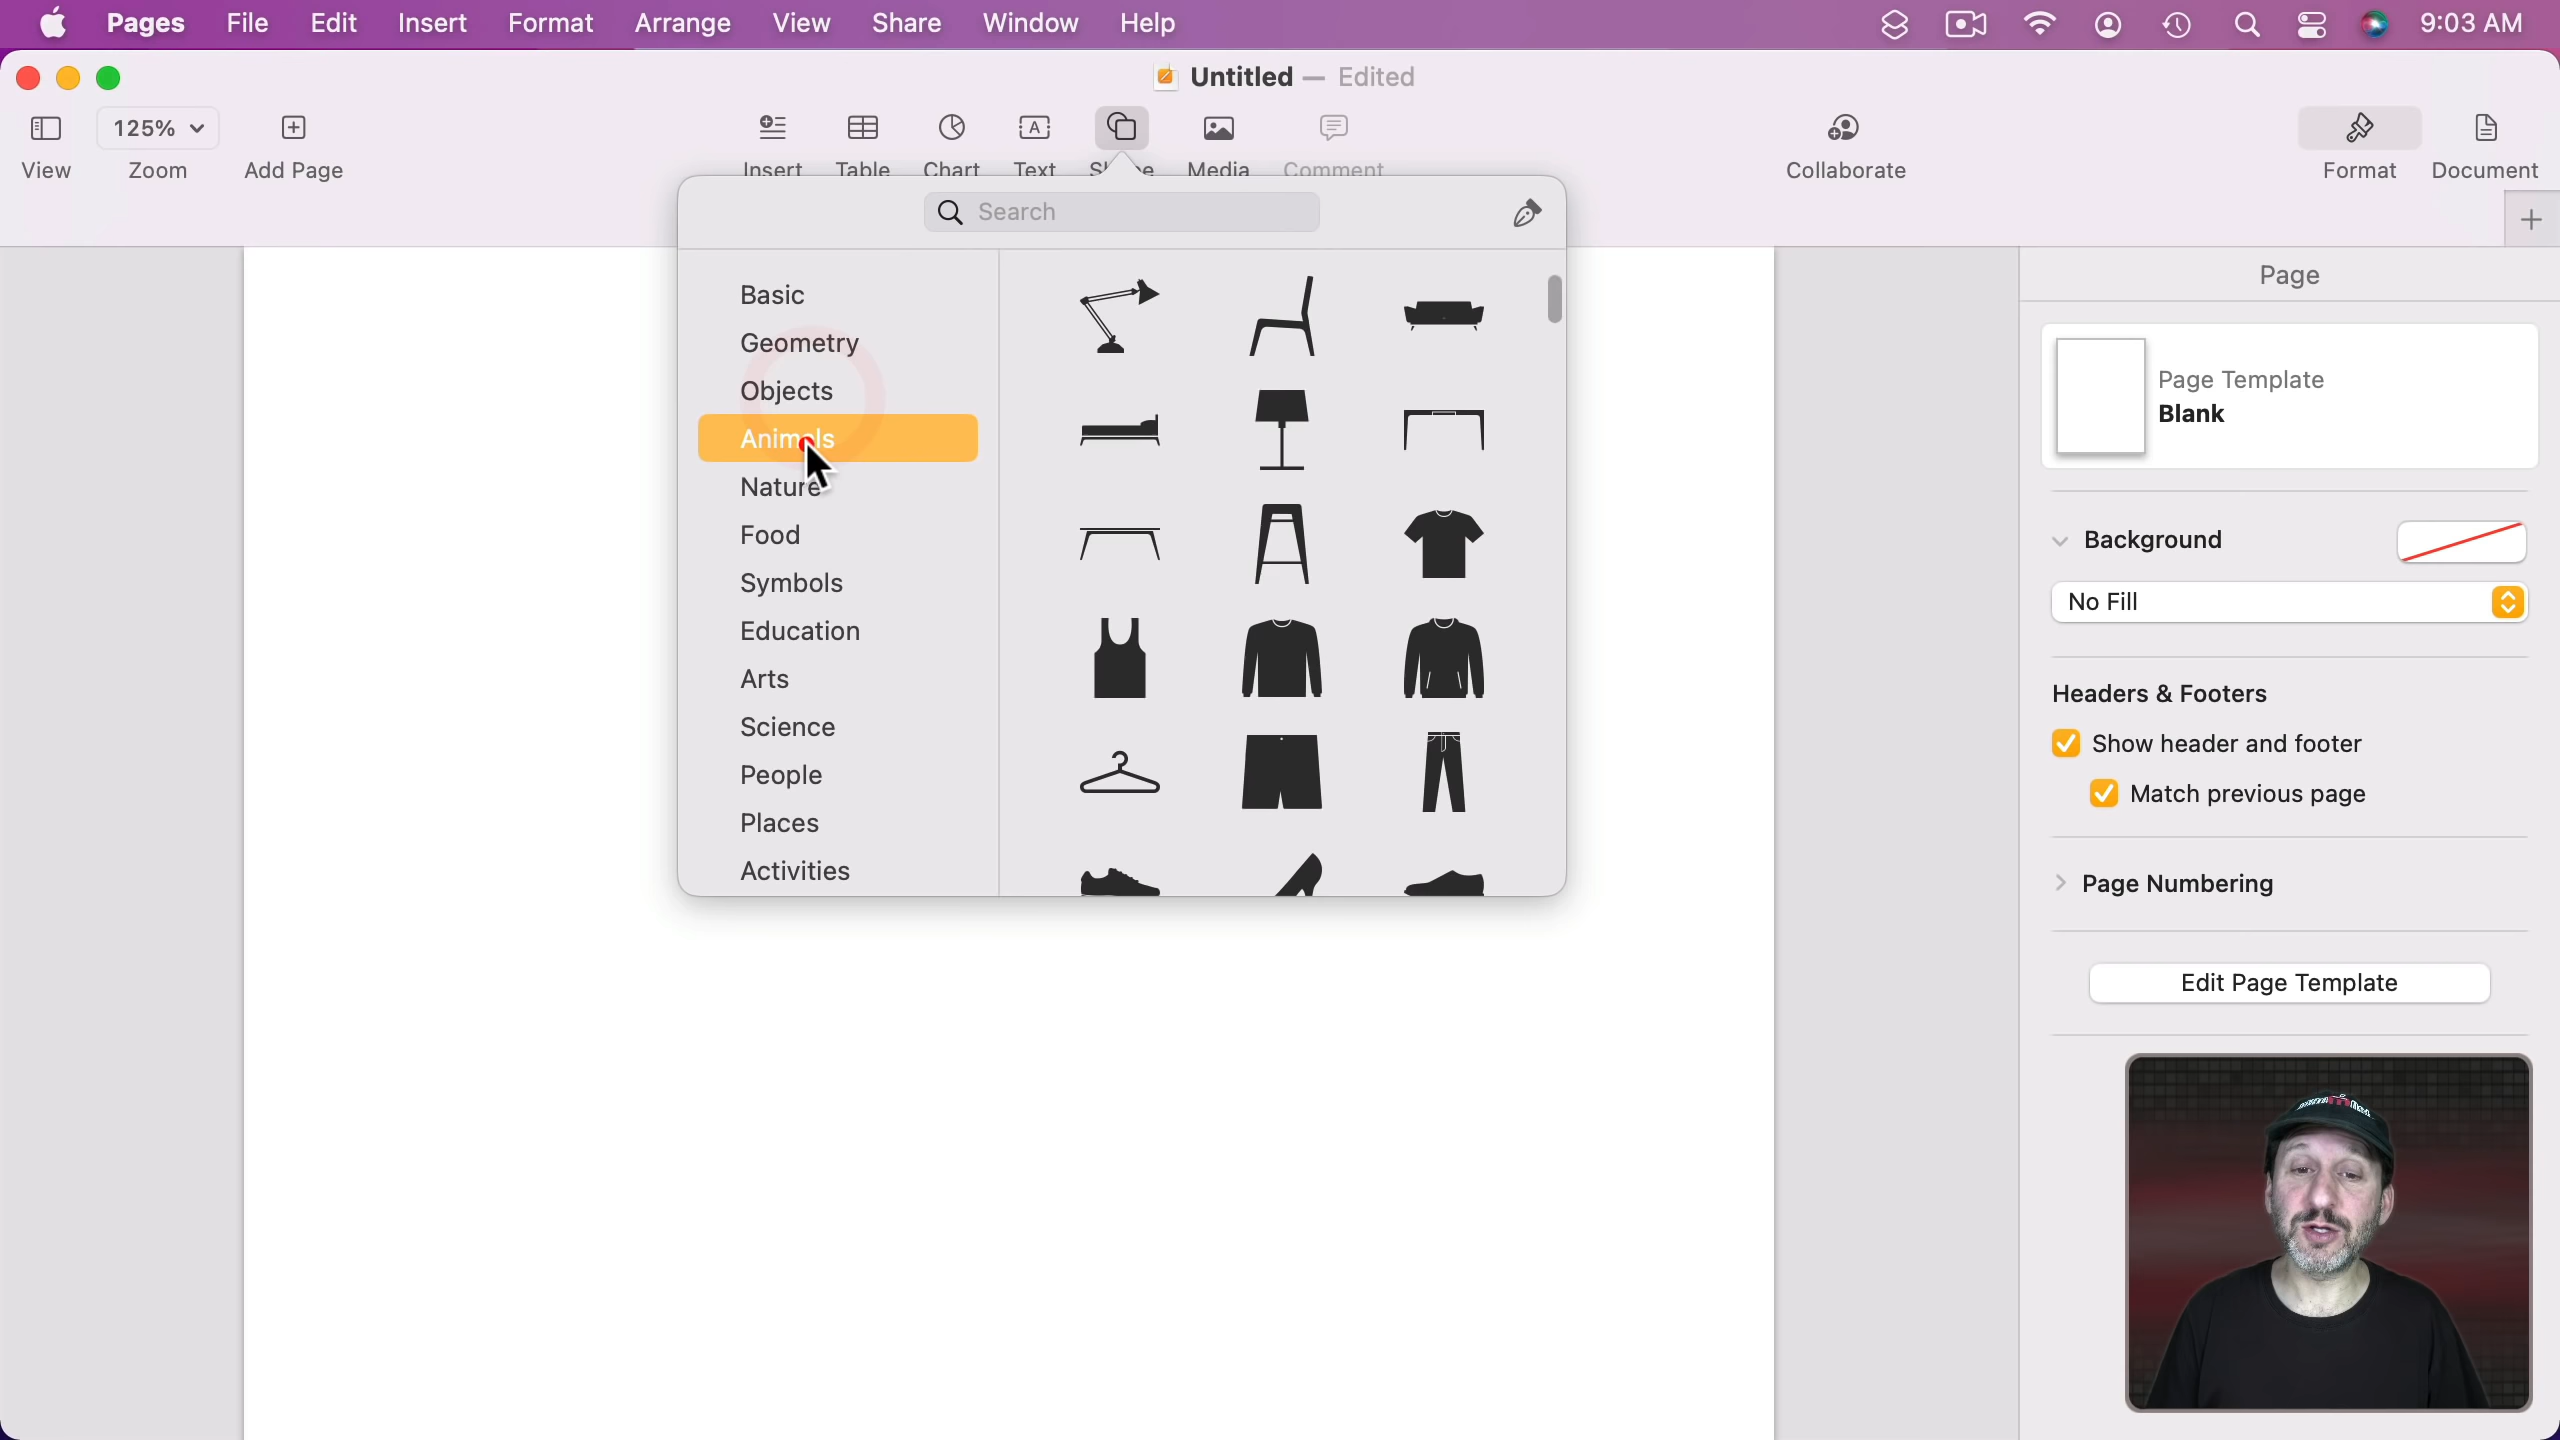 Pages File Edit Insert Format Arrange View Share Window Help 9:03 AM
Untitled — Edited
125%
View Zoom Add Page Insert Table Chart Text Media Comment Collaborate Format Document
Search
Basic
Geometry
Objects
Animals
Nature
Food
Symbols
Education
Arts
Science
People
Places
Activities
Page
Page Template
Blank
Background
No Fill
Headers & Footers
Show header and footer
Match previous page
Page Numbering
Edit Page Template